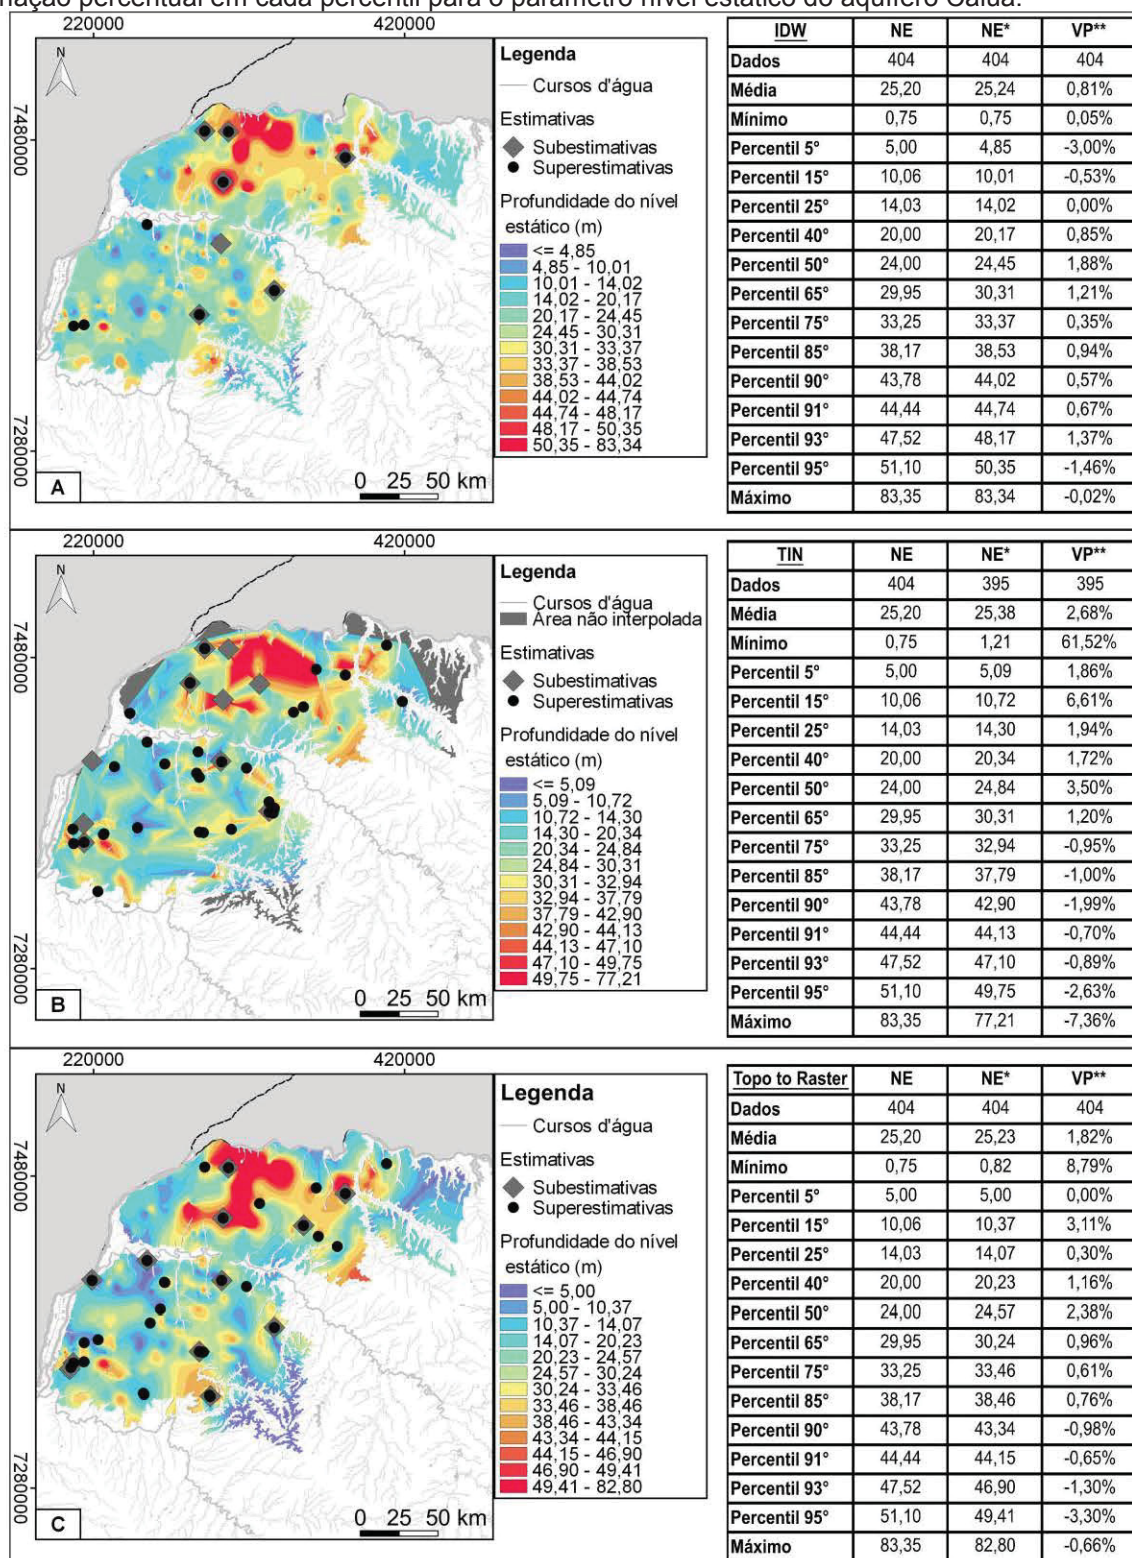 nação percentual em cada percentil para o parâmetro nível estático do aquífero Caiuá.
220000 420000
N
7480000
7280000
A
0 25 50 km
Legenda
Cursos d'água
Estimativas
Subestimativas
Superestimativas
Profundidade do nível
estático (m)
<= 4,85
4,85 - 10,01
10,01 - 14,02
14,02 - 20,17
20,17 - 24,45
24,45 - 30,31
30,31 - 33,37
33,37 - 38,53
38,53 - 44,02
44,02 - 44,74
44,74 - 48,17
48,17 - 50,35
50,35 - 83,34
IDW NE NE* VP**
Dados 404 404 404
Média 25,20 25,24 0,81%
Mínimo 0,75 0,75 0,05%
Percentil 5° 5,00 4,85 -3,00%
Percentil 15° 10,06 10,01 -0,53%
Percentil 25° 14,03 14,02 0,00%
Percentil 40° 20,00 20,17 0,85%
Percentil 50° 24,00 24,45 1,88%
Percentil 65° 29,95 30,31 1,21%
Percentil 75° 33,25 33,37 0,35%
Percentil 85° 38,17 38,53 0,94%
Percentil 90° 43,78 44,02 0,57%
Percentil 91° 44,44 44,74 0,67%
Percentil 93° 47,52 48,17 1,37%
Percentil 95° 51,10 50,35 -1,46%
Máximo 83,35 83,34 -0,02%
220000 420000
N
7480000
7280000
B
0 25 50 km
Legenda
Cursos d'água
Área não interpolada
Estimativas
Subestimativas
Superestimativas
Profundidade do nível
estático (m)
<= 5,09
5,09 - 10,72
10,72 - 14,30
14,30 - 20,34
20,34 - 24,84
24,84 - 30,31
30,31 - 32,94
32,94 - 37,79
37,79 - 42,90
42,90 - 44,13
44,13 - 47,10
47,10 - 49,75
49,75 - 77,21
TIN NE NE* VP**
Dados 404 395 395
Média 25,20 25,38 2,68%
Mínimo 0,75 1,21 61,52%
Percentil 5° 5,00 5,09 1,86%
Percentil 15° 10,06 10,72 6,61%
Percentil 25° 14,03 14,30 1,94%
Percentil 40° 20,00 20,34 1,72%
Percentil 50° 24,00 24,84 3,50%
Percentil 65° 29,95 30,31 1,20%
Percentil 75° 33,25 32,94 -0,95%
Percentil 85° 38,17 37,79 -1,00%
Percentil 90° 43,78 42,90 -1,99%
Percentil 91° 44,44 44,13 -0,70%
Percentil 93° 47,52 47,10 -0,89%
Percentil 95° 51,10 49,75 -2,63%
Máximo 83,35 77,21 -7,36%
220000 420000
N
7480000
7280000
C
0 25 50 km
Legenda
Cursos d'água
Estimativas
Subestimativas
Superestimativas
Profundidade do nível
estático (m)
<= 5,00
5,00 - 10,37
10,37 - 14,07
14,07 - 20,23
20,23 - 24,57
24,57 - 30,24
30,24 - 33,46
33,46 - 38,46
38,46 - 43,34
43,34 - 44,15
44,15 - 46,90
46,90 - 49,41
49,41 - 82,80
Topo to Raster NE NE* VP**
Dados 404 404 404
Média 25,20 25,23 1,82%
Mínimo 0,75 0,82 8,79%
Percentil 5° 5,00 5,00 0,00%
Percentil 15° 10,06 10,37 3,11%
Percentil 25° 14,03 14,07 0,30%
Percentil 40° 20,00 20,23 1,16%
Percentil 50° 24,00 24,57 2,38%
Percentil 65° 29,95 30,24 0,96%
Percentil 75° 33,25 33,46 0,61%
Percentil 85° 38,17 38,46 0,76%
Percentil 90° 43,78 43,34 -0,98%
Percentil 91° 44,44 44,15 -0,65%
Percentil 93° 47,52 46,90 -1,30%
Percentil 95° 51,10 49,41 -3,30%
Máximo 83,35 82,80 -0,66%